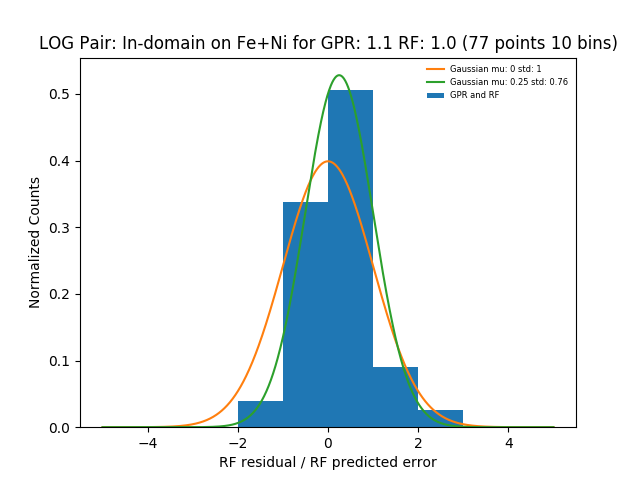 LOG Pair: In-domain on Fe+Ni for GPR: 1.1 RF: 1.0 (77 points 10 bins)
Gaussian mu: 0 std: 1
Gaussian mu: 0.25 std: 0.76
GPR and RF
Normalized Counts
0.5
0.4
0.3
0.2
0.1
0.0
−4 −2 0 2 4
RF residual / RF predicted error